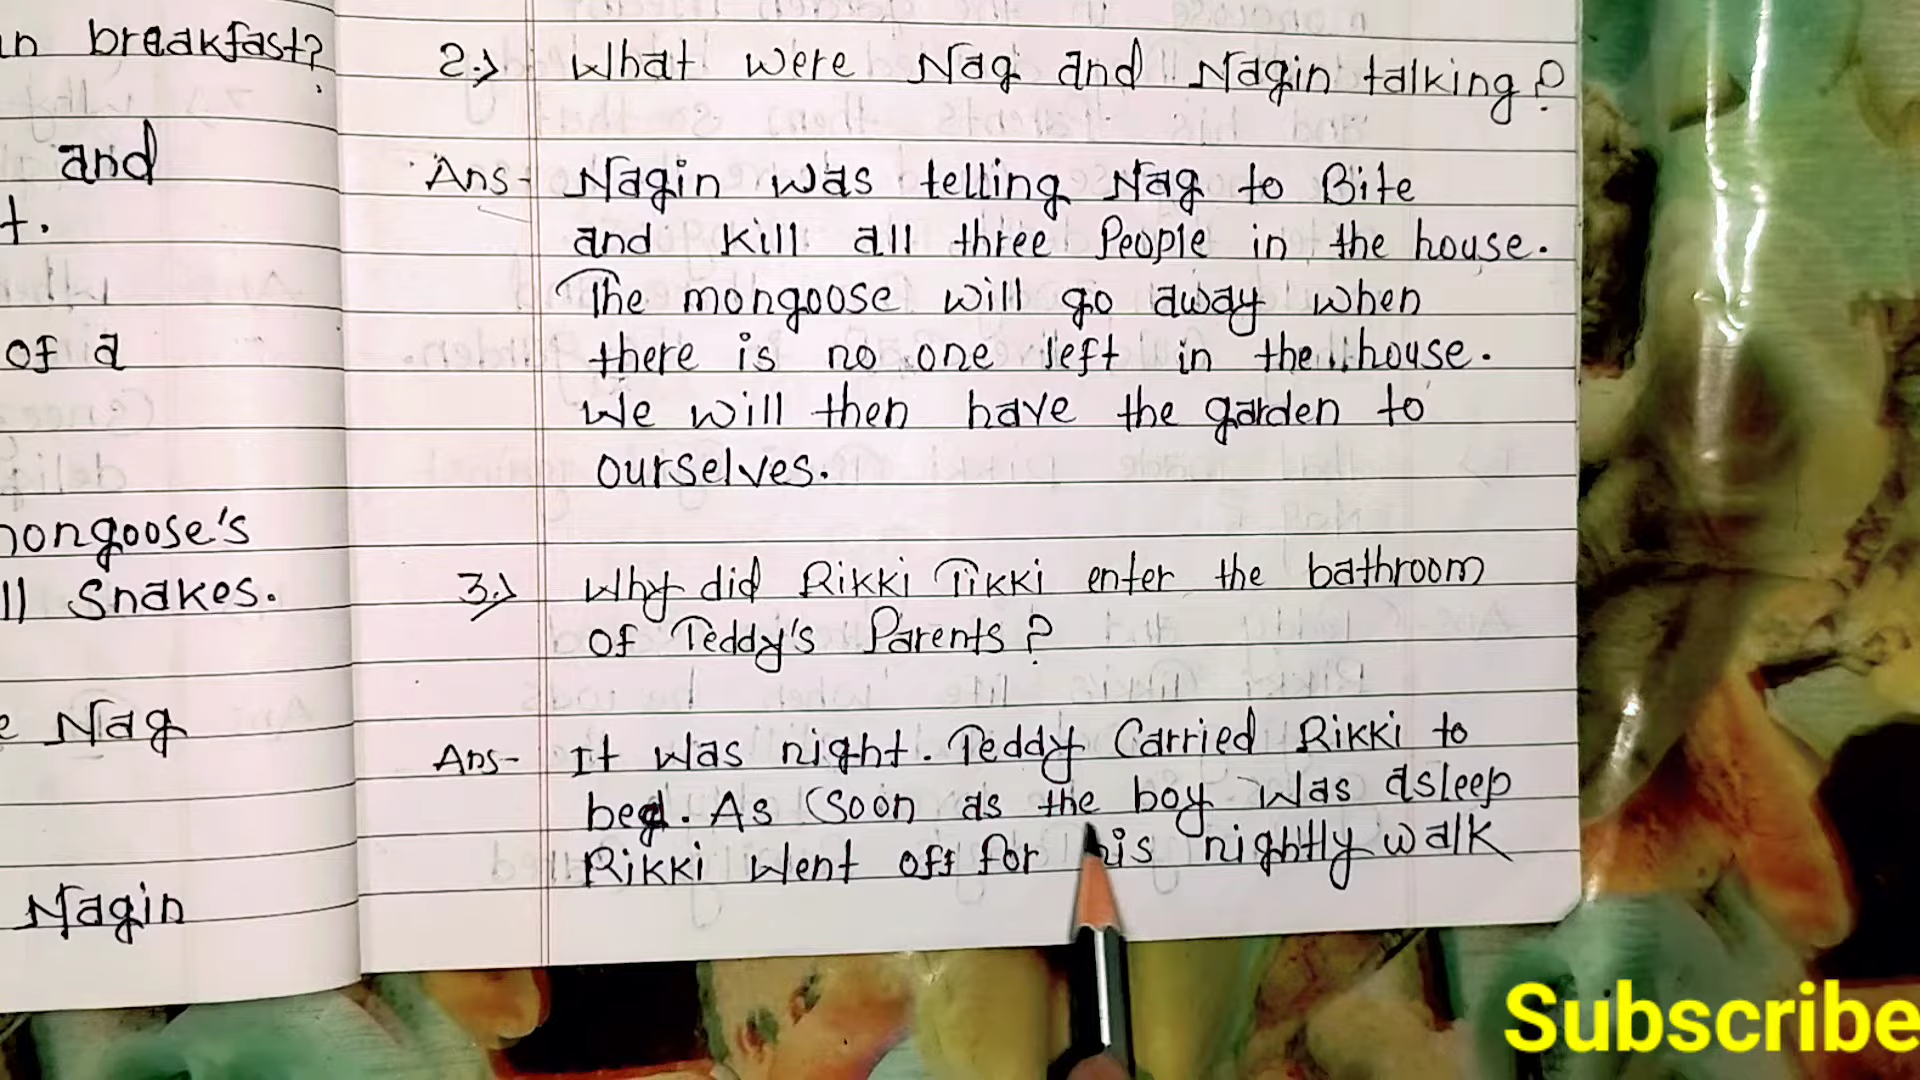 in breakfast?
and
t.
of a
mongoose's
ll Snakes.
e Nag
Nagin
2.) What were Nag and Nagin talking?
Ans- Nagin was telling Nag to Bite
and kill all three People in the house.
The mongoose will go away when
there is no one left in the house.
We will then have the garden to
ourselves.
3.) Why did Rikki Tikki enter the bathroom
of Teddy's Parents?
Ans- It was night. Teddy Carried Rikki to
bed. As Soon as the boy was asleep
Rikki Went off for his nightly walk
Subscribe